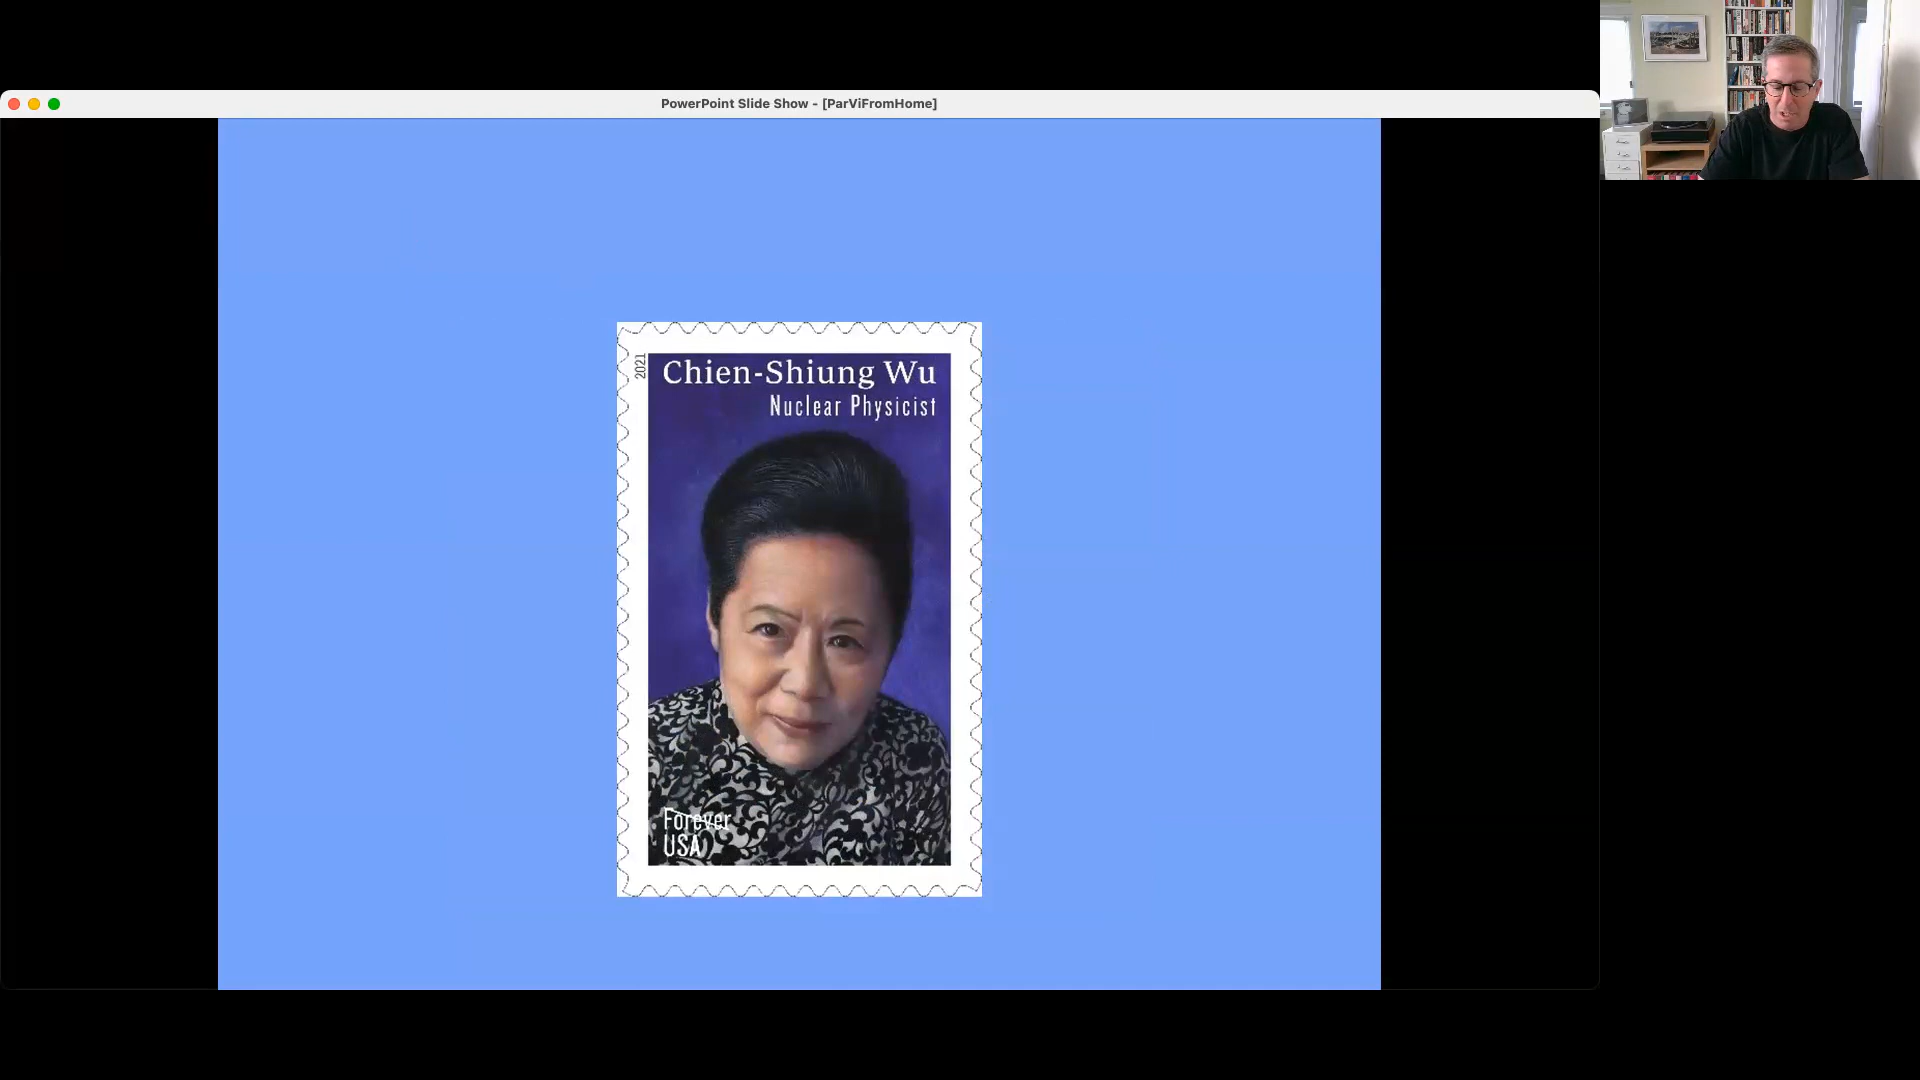 PowerPoint Slide Show - [ParViFromHome]
2021
Chien-Shiung Wu
Nuclear Physicist
Forever
USA